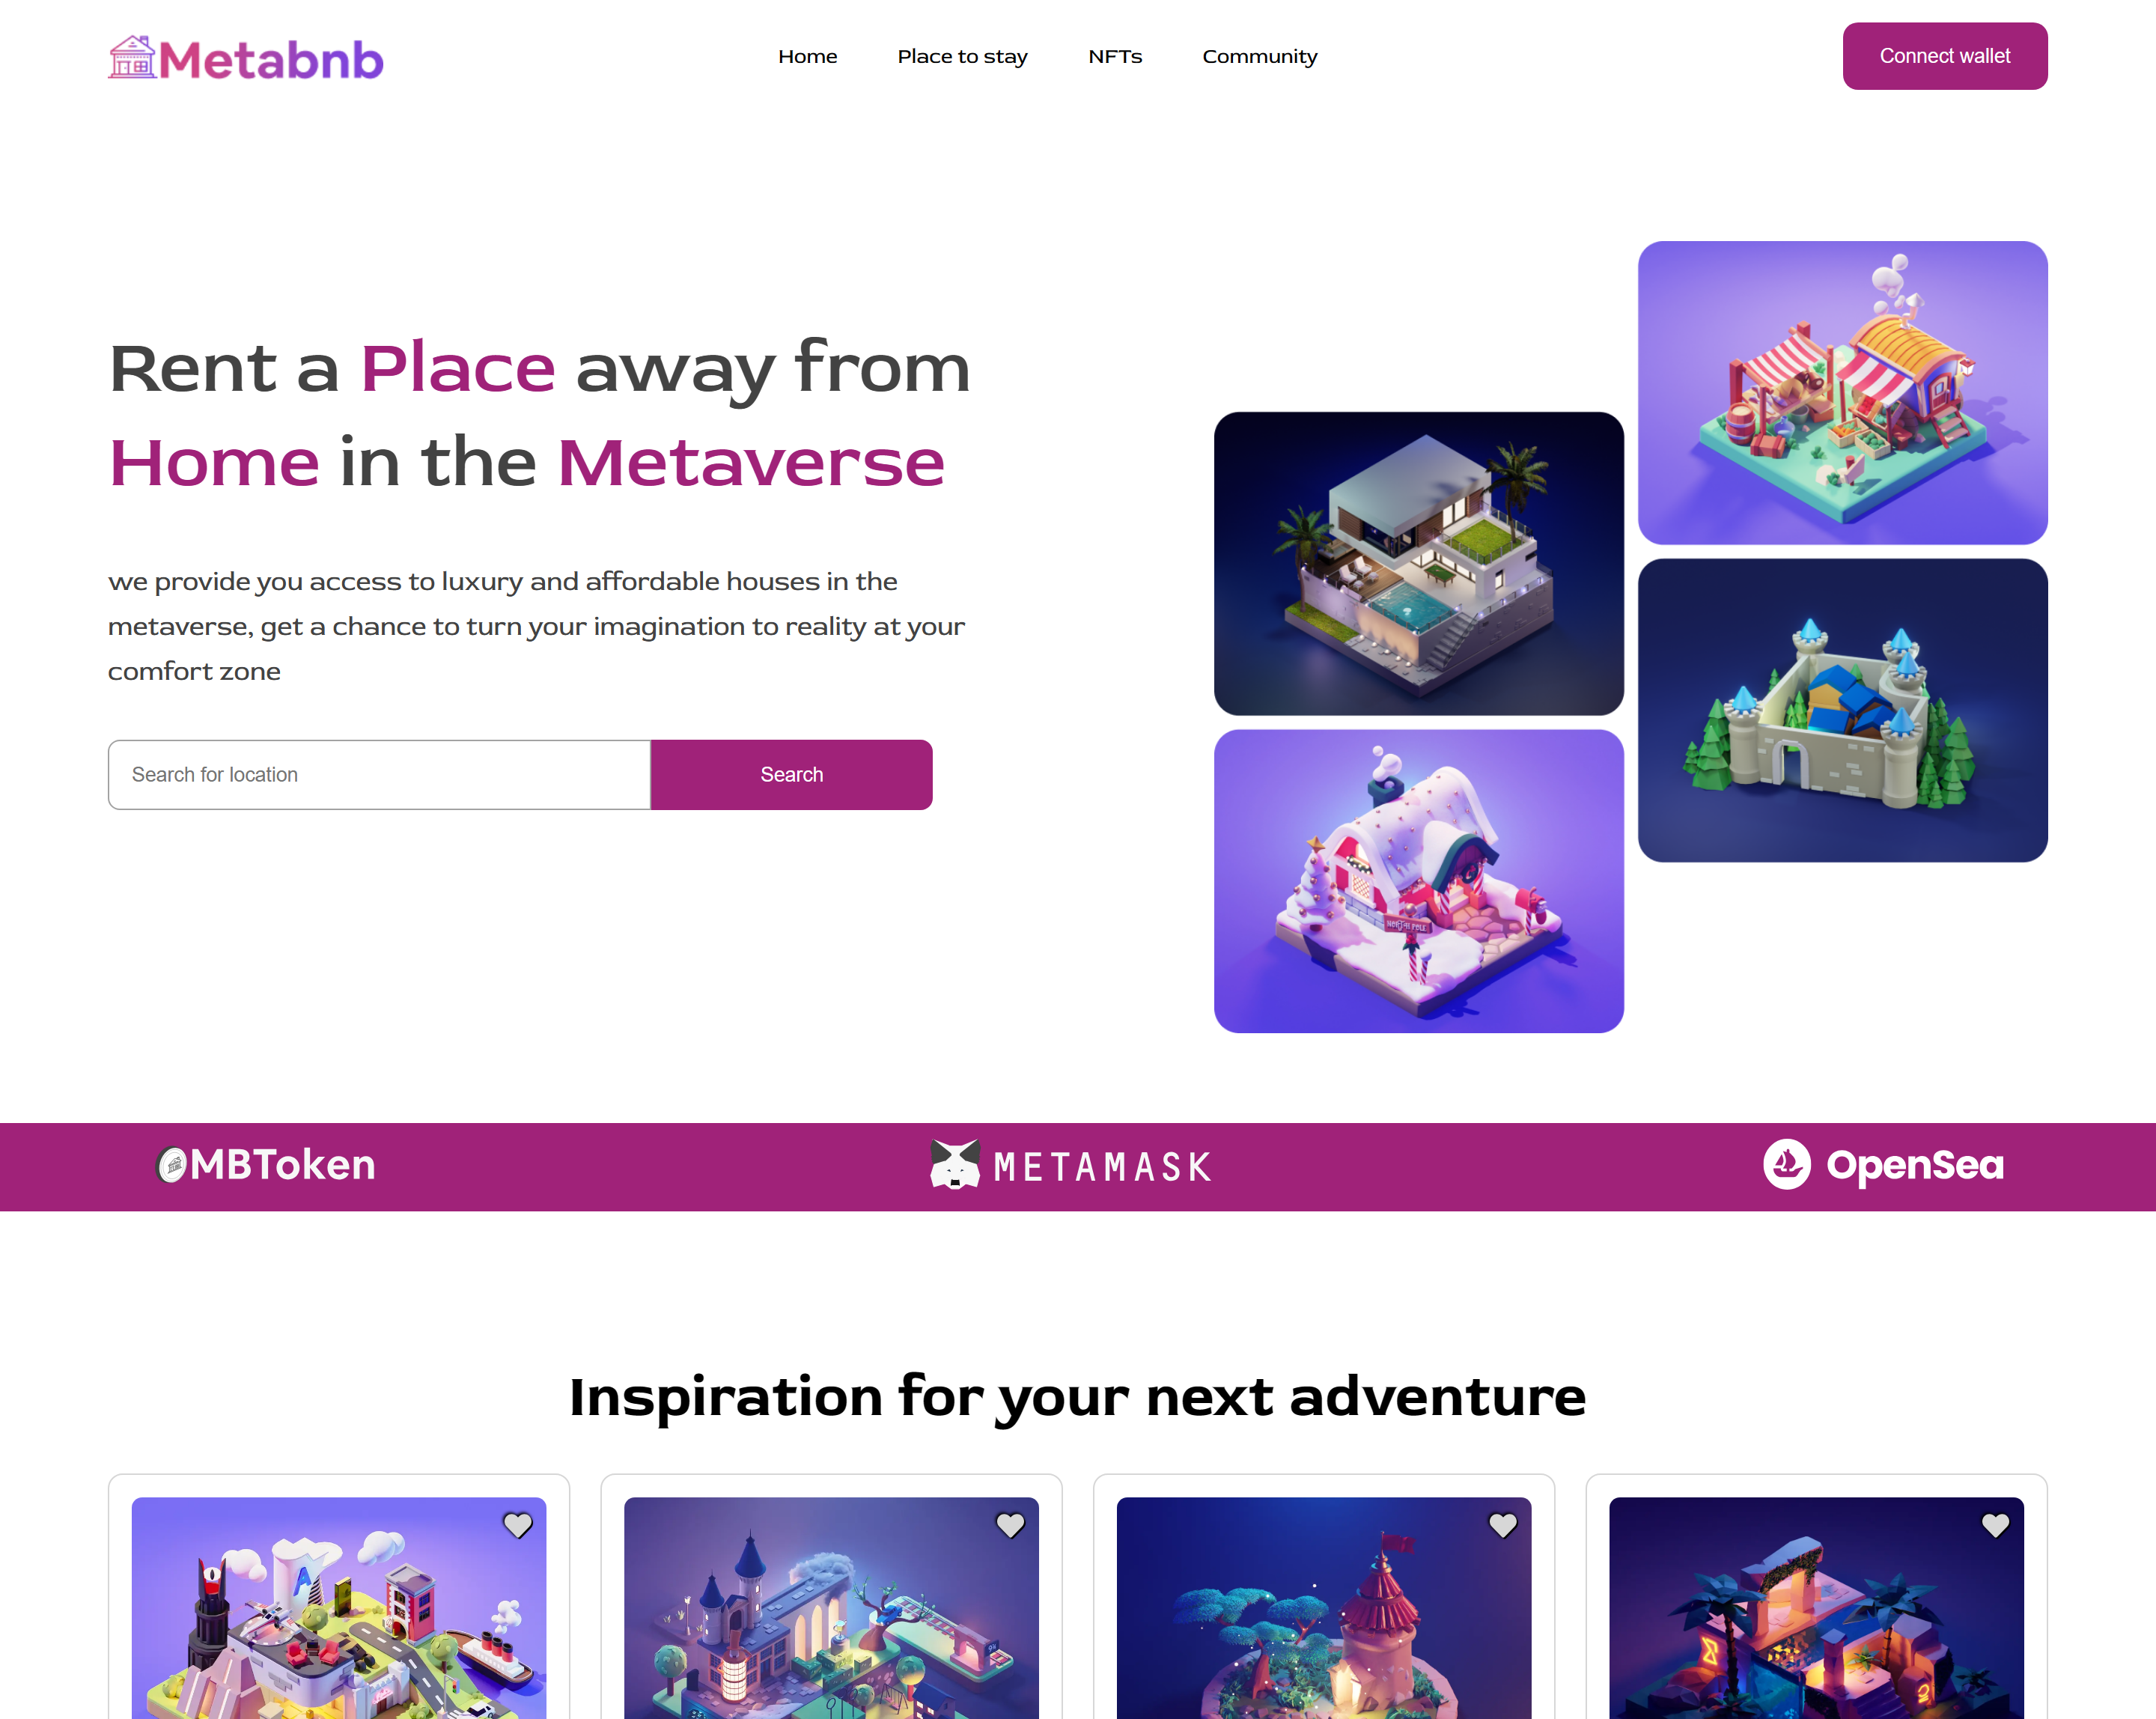 Metabnb
Home
Place to stay
NFTs
Community
Connect wallet
Rent a Place away from
Home in the Metaverse
we provide you access to luxury and affordable houses in the
metaverse, get a chance to turn your imagination to reality at your
comfort zone
Search for location
Search
MBToken
METAMASK
OpenSea
Inspiration for your next adventure